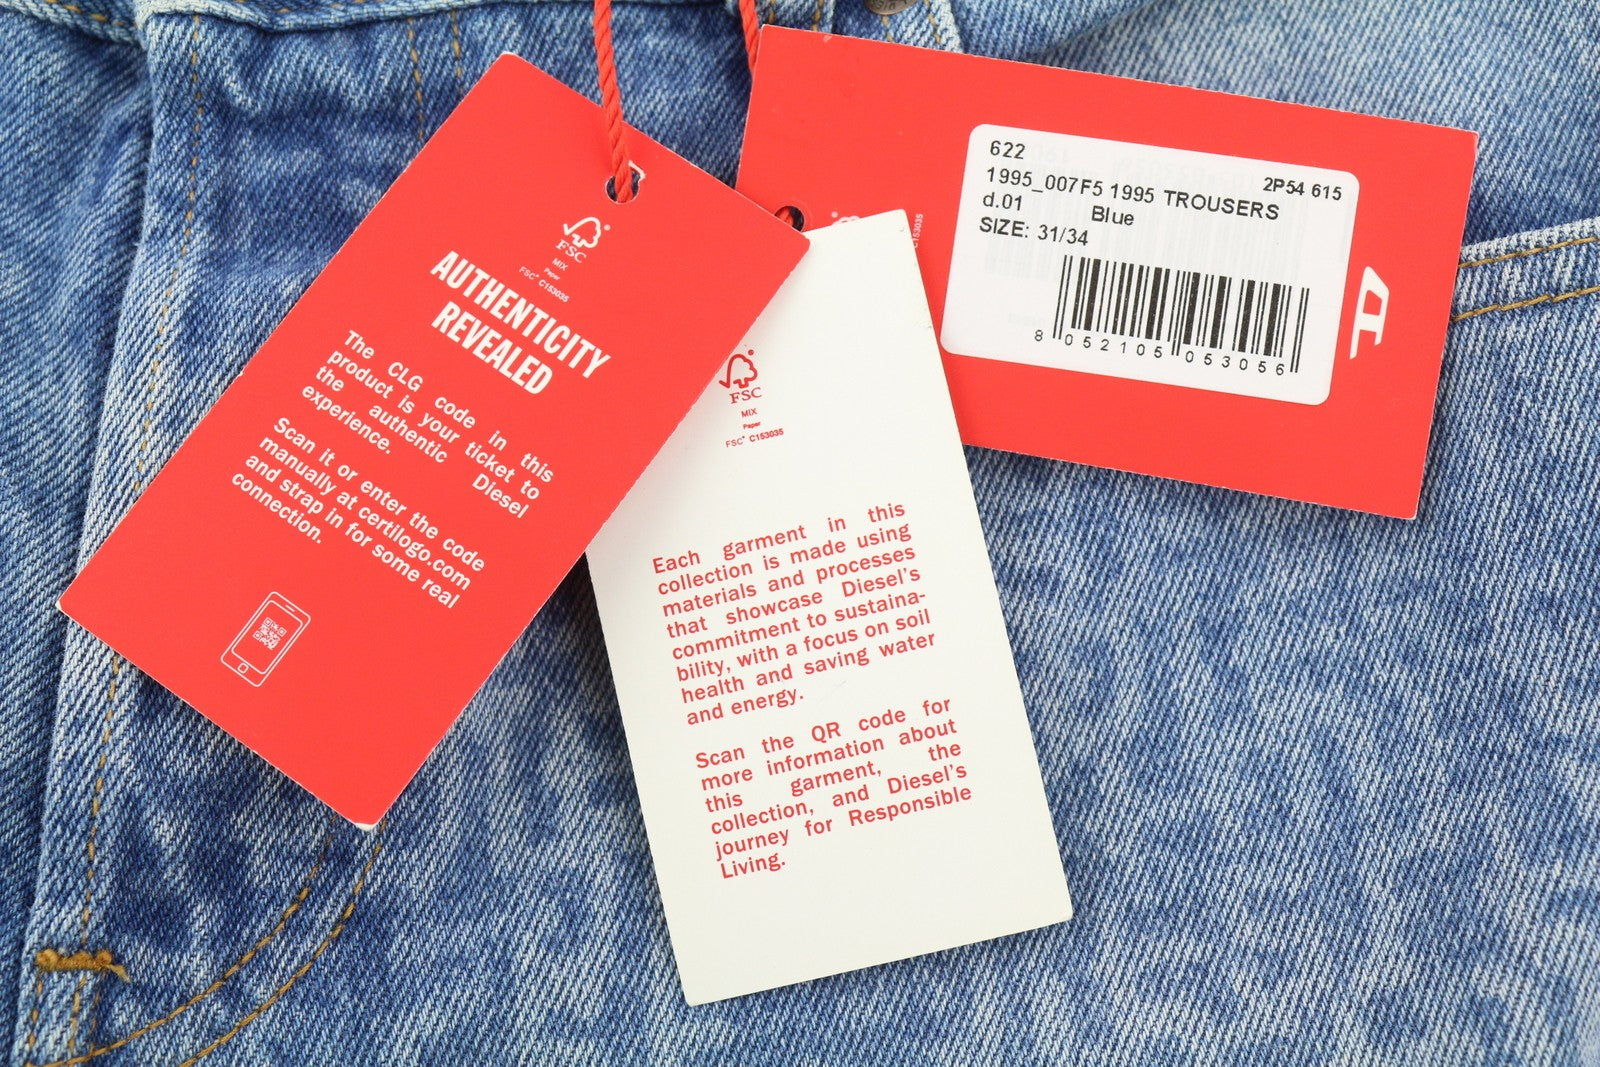 FSC®
MIX
Paper
FSC® C153035
AUTHENTICITY
REVEALED
The CLG code in this
product is your ticket to
the authentic Diesel
experience.
Scan it or enter the code
manually at certilogo.com
and strap in for some real
connection.
FSC
MIX
Paper
FSC® C153035
Each garment in this
collection is made using
materials and processes
that showcase Diesel's
commitment to sustaina-
bility, with a focus on soil
health and saving water
and energy.
Scan the QR code for
more information about
this garment, the
collection, and Diesel's
journey for Responsible
Living.
622
2P54 615
1995_007F5 1995 TROUSERS
d.01 Blue
SIZE: 31/34
8 052105 053056
D